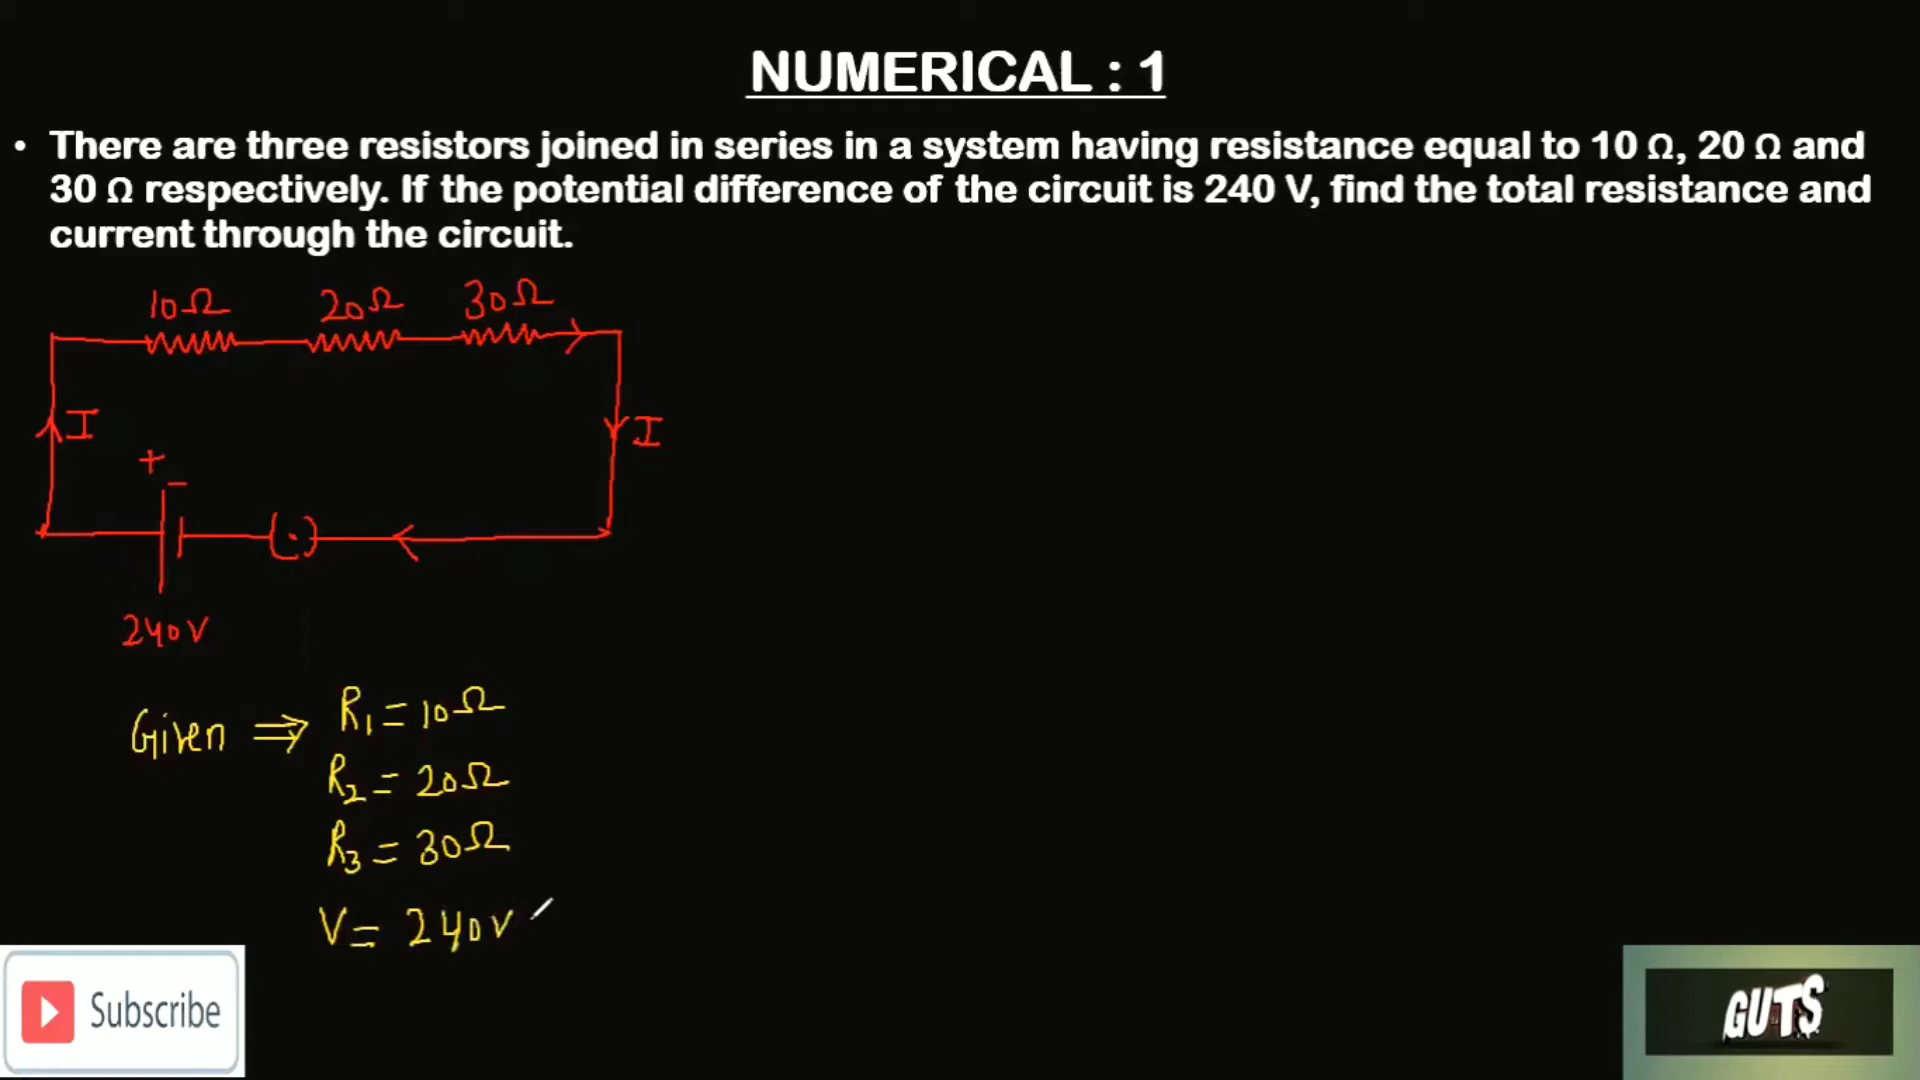 NUMERICAL : 1
• There are three resistors joined in series in a system having resistance equal to 10 Ω, 20 Ω and
30 Ω respectively. If the potential difference of the circuit is 240 V, find the total resistance and
current through the circuit.
10Ω 20Ω 30Ω
I I
+
-
(.)
240V
Given ⇒ R₁ = 10Ω
R₂ = 20Ω
R₃ = 30Ω
V = 240V
Subscribe
GUTS